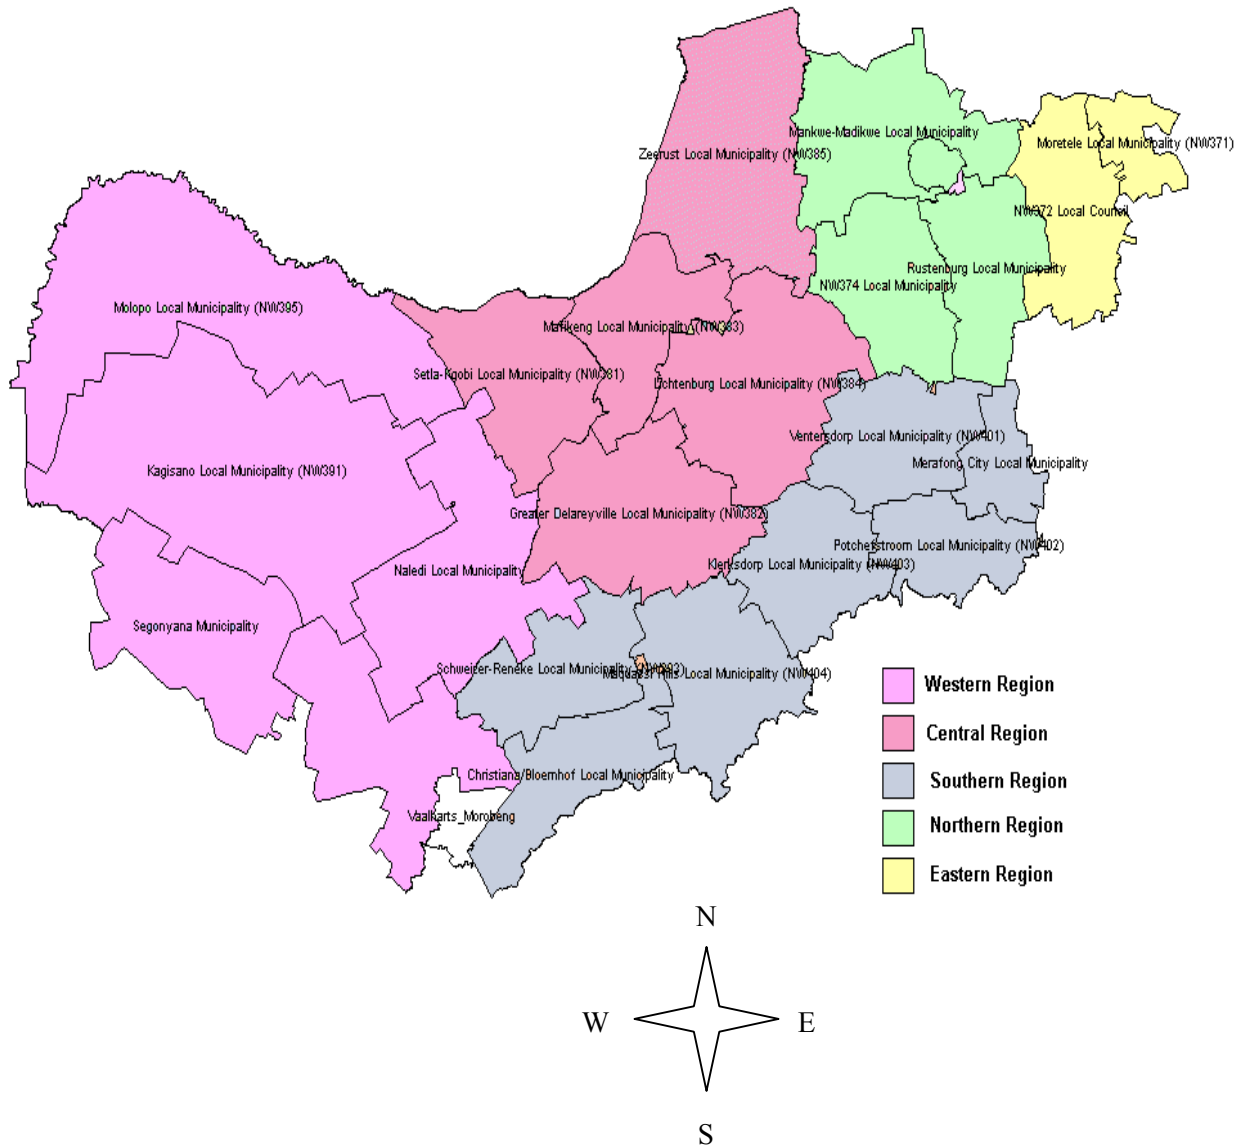 Mankwe-Madikwe Local Municipality
Moretele Local Municipality (NW371)
Zeerust Local Municipality (NW385)
NW372 Local Council
Rustenburg Local Municipality
NW374 Local Municipality
Molopo Local Municipality (NW395)
Mafikeng Local Municipality (NW383)
Setla-Kgobi Local Municipality (NW381)
Lichtenburg Local Municipality (NW384)
Ventersdorp Local Municipality (NW401)
Merafong City Local Municipality
Kagisano Local Municipality (NW391)
Greater Delareyville Local Municipality (NW382)
Potchefstroom Local Municipality (NW402)
Klerksdorp Local Municipality (NW403)
Naledi Local Municipality
Segonyana Municipality
Schweizer-Reneke Local Municipality
Maquassi Hills Local Municipality (NW404)
Western Region
Central Region
Christiana/Bloemhof Local Municipality
Southern Region
Vaalharts_Morobeng
Northern Region
Eastern Region
N
W
E
S